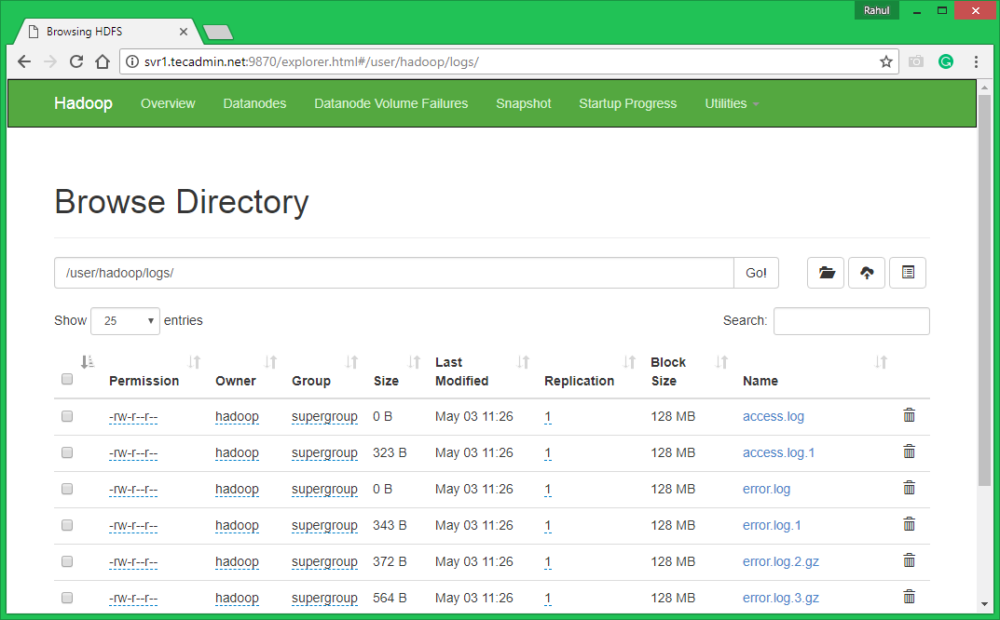 Rahul
Browsing HDFS
svr1.tecadmin.net:9870/explorer.html#/user/hadoop/logs/
Hadoop Overview Datanodes Datanode Volume Failures Snapshot Startup Progress Utilities
Browse Directory
/user/hadoop/logs/ Go!
Show 25 entries Search:
Permission Owner Group Size Last Modified Replication Block Size Name
-rw-r--r-- hadoop supergroup 0 B May 03 11:26 1 128 MB access.log
-rw-r--r-- hadoop supergroup 323 B May 03 11:26 1 128 MB access.log.1
-rw-r--r-- hadoop supergroup 0 B May 03 11:26 1 128 MB error.log
-rw-r--r-- hadoop supergroup 343 B May 03 11:26 1 128 MB error.log.1
-rw-r--r-- hadoop supergroup 372 B May 03 11:26 1 128 MB error.log.2.gz
-rw-r--r-- hadoop supergroup 564 B May 03 11:26 1 128 MB error.log.3.gz